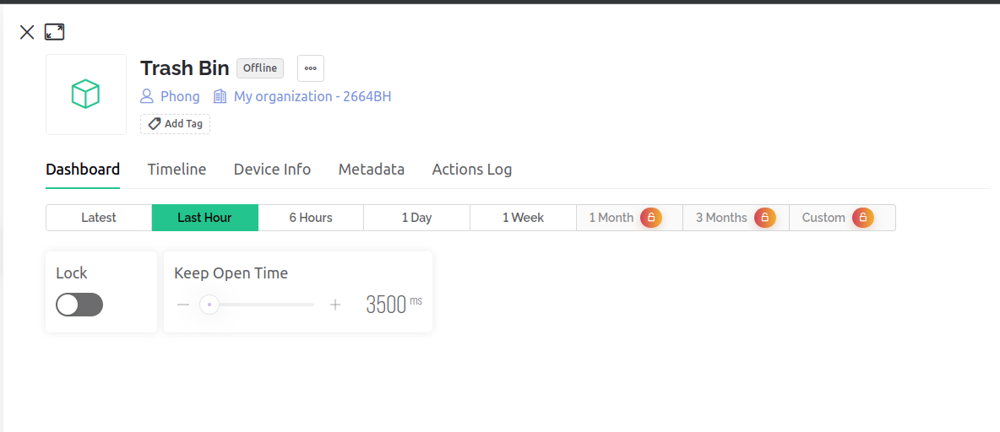 Trash Bin Offline
Phong My organization - 2664BH
Add Tag
Dashboard Timeline Device Info Metadata Actions Log
Latest Last Hour 6 Hours 1 Day 1 Week 1 Month 3 Months Custom
Lock Keep Open Time
3500 ms